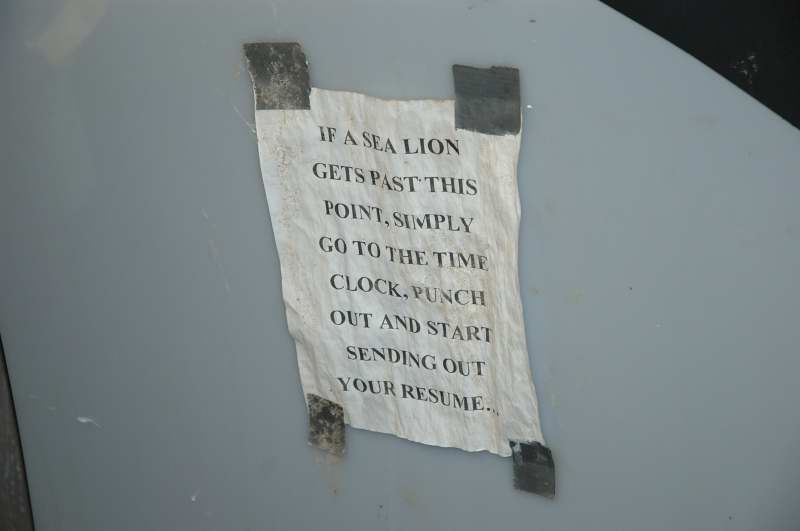 IF A SEA LION
GETS PAST THIS
POINT, SIMPLY
GO TO THE TIME
CLOCK, PUNCH
OUT AND START
SENDING OUT
YOUR RESUME...